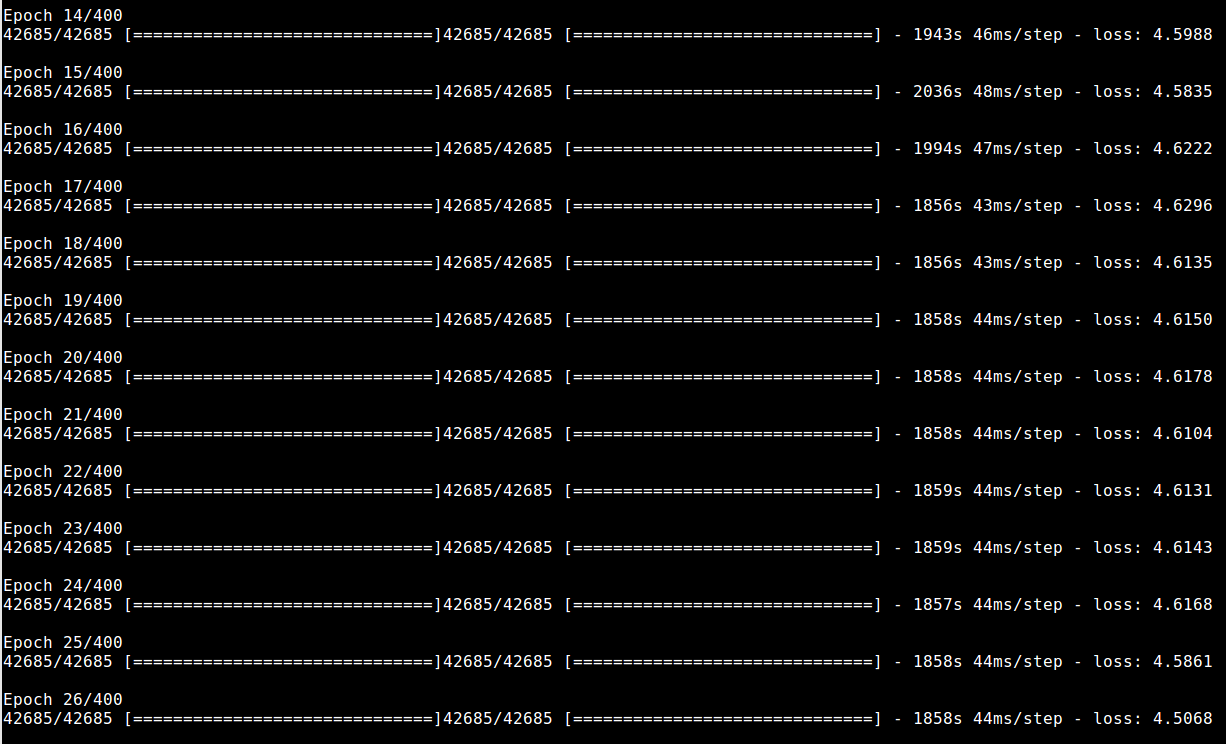 Epoch 14/400
42685/42685 [==============================]42685/42685 [==============================] - 1943s 46ms/step - loss: 4.5988
Epoch 15/400
42685/42685 [==============================]42685/42685 [==============================] - 2036s 48ms/step - loss: 4.5835
Epoch 16/400
42685/42685 [==============================]42685/42685 [==============================] - 1994s 47ms/step - loss: 4.6222
Epoch 17/400
42685/42685 [==============================]42685/42685 [==============================] - 1856s 43ms/step - loss: 4.6296
Epoch 18/400
42685/42685 [==============================]42685/42685 [==============================] - 1856s 43ms/step - loss: 4.6135
Epoch 19/400
42685/42685 [==============================]42685/42685 [==============================] - 1858s 44ms/step - loss: 4.6150
Epoch 20/400
42685/42685 [==============================]42685/42685 [==============================] - 1858s 44ms/step - loss: 4.6178
Epoch 21/400
42685/42685 [==============================]42685/42685 [==============================] - 1858s 44ms/step - loss: 4.6104
Epoch 22/400
42685/42685 [==============================]42685/42685 [==============================] - 1859s 44ms/step - loss: 4.6131
Epoch 23/400
42685/42685 [==============================]42685/42685 [==============================] - 1859s 44ms/step - loss: 4.6143
Epoch 24/400
42685/42685 [==============================]42685/42685 [==============================] - 1857s 44ms/step - loss: 4.6168
Epoch 25/400
42685/42685 [==============================]42685/42685 [==============================] - 1858s 44ms/step - loss: 4.5861
Epoch 26/400
42685/42685 [==============================]42685/42685 [==============================] - 1858s 44ms/step - loss: 4.5068